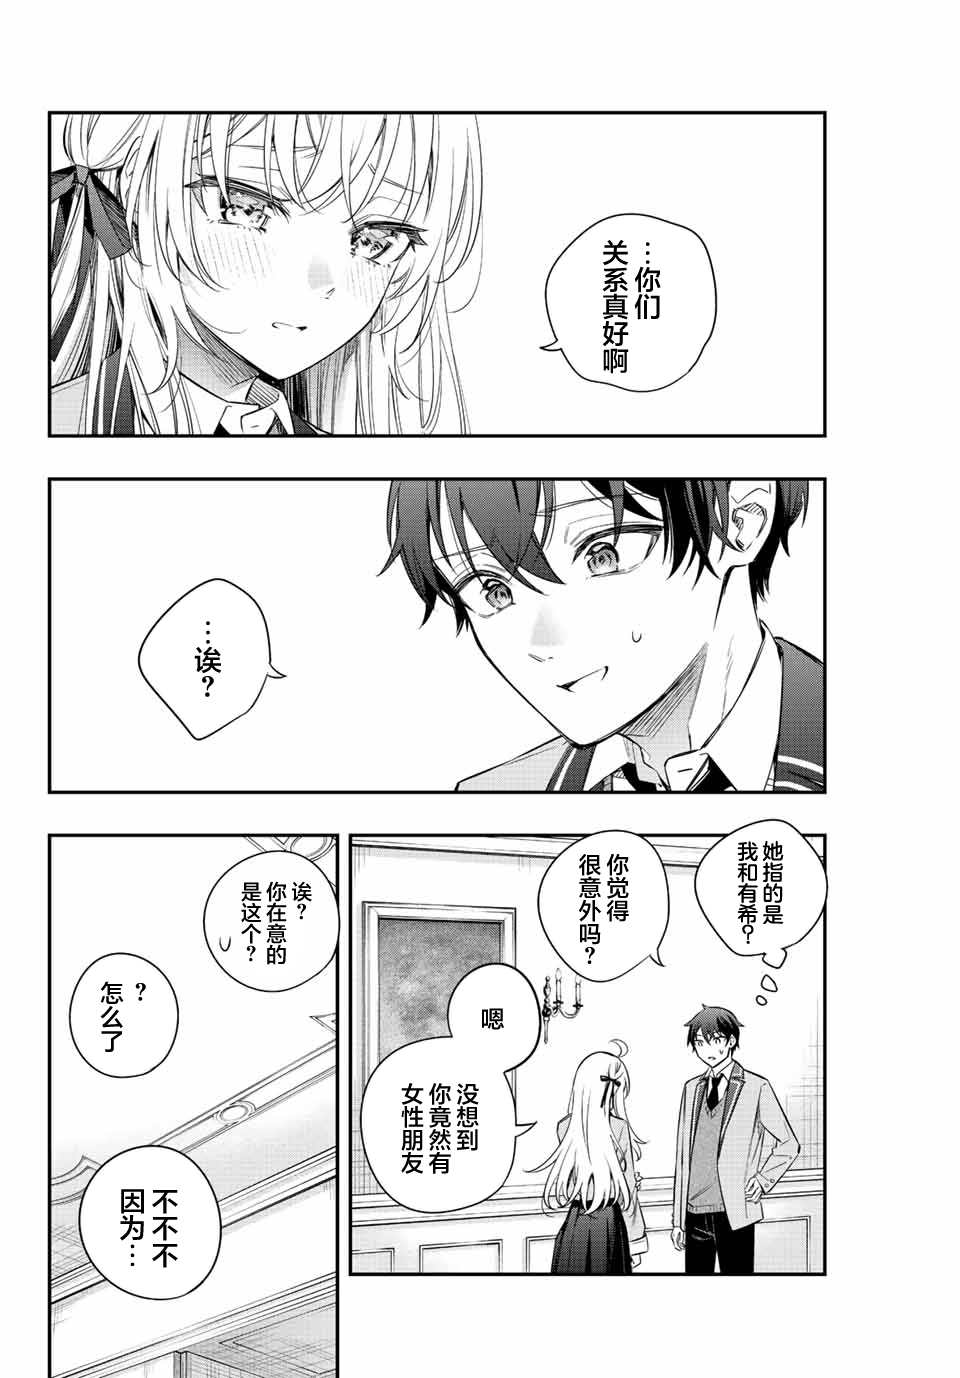 …你们
关系真好啊
…诶？
她指的是
我和有希？
你觉得
很意外吗？
嗯
没想到
你竟然有
女性朋友
诶？
你在意的
是这个？
？
怎么了
不不不
因为…